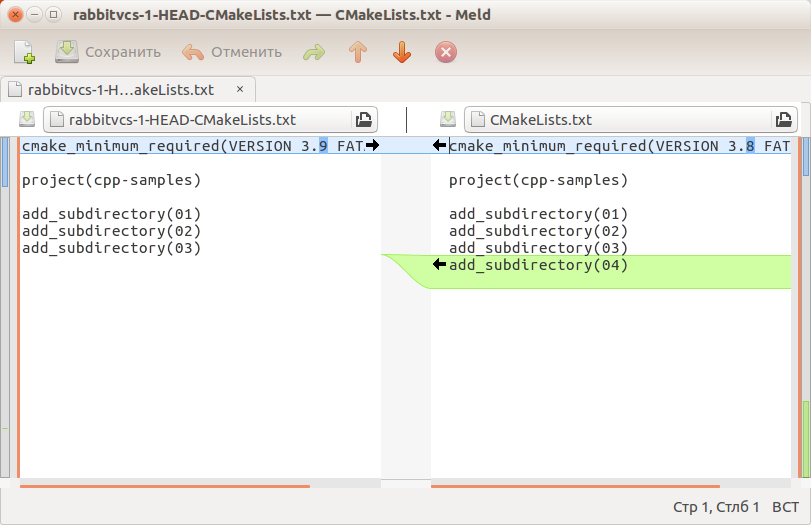 rabbitvcs-1-HEAD-CMakeLists.txt — CMakeLists.txt - Meld
Сохранить Отменить
rabbitvcs-1-H…akeLists.txt ×
rabbitvcs-1-HEAD-CMakeLists.txt
cmake_minimum_required(VERSION 3.9 FAT
project(cpp-samples)
add_subdirectory(01)
add_subdirectory(02)
add_subdirectory(03)
CMakeLists.txt
cmake_minimum_required(VERSION 3.8 FAT
project(cpp-samples)
add_subdirectory(01)
add_subdirectory(02)
add_subdirectory(03)
add_subdirectory(04)
Стр 1, Стлб 1 ВСТ